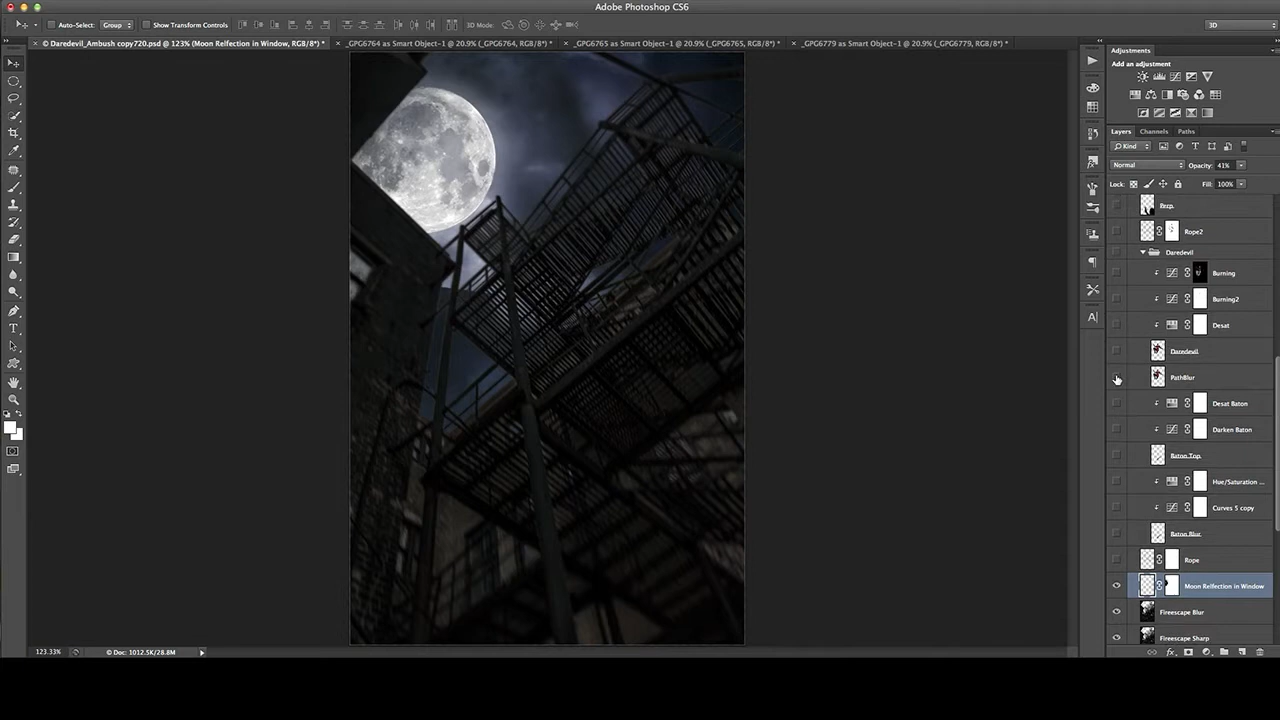 Adobe Photoshop CS6
Auto-Select: Group Show Transform Controls 3D Mode: 3D
× © Daredevil_Ambush copy720.psd @ 123% (Moon Relfection in Window, RGB/8*) * × _GPG6764 as Smart Object-1 @ 20.9% (_GPG6764, RGB/8*) * × _GPG6765 as Smart Object-1 @ 20.9% (_GPG6765, RGB/8*) * × _GPG6779 as Smart Object-1 @ 20.9% (_GPG6779, RGB/8*) *
Adjustments
Add an adjustment
Layers Channels Paths
Kind
Normal Opacity: 41%
Lock: Fill: 100%
Rope2
Daredevil
Burning
Burning2
Desat
Daredevil
PathBlur
Desat Baton
Darken Baton
Baton Top
Hue/Saturation ...
Curves 5 copy
Baton Blur
Rope
Moon Relfection in Window
Fireescape Blur
Fireescape Sharp
123.33% Doc: 1012.5K/28.8M